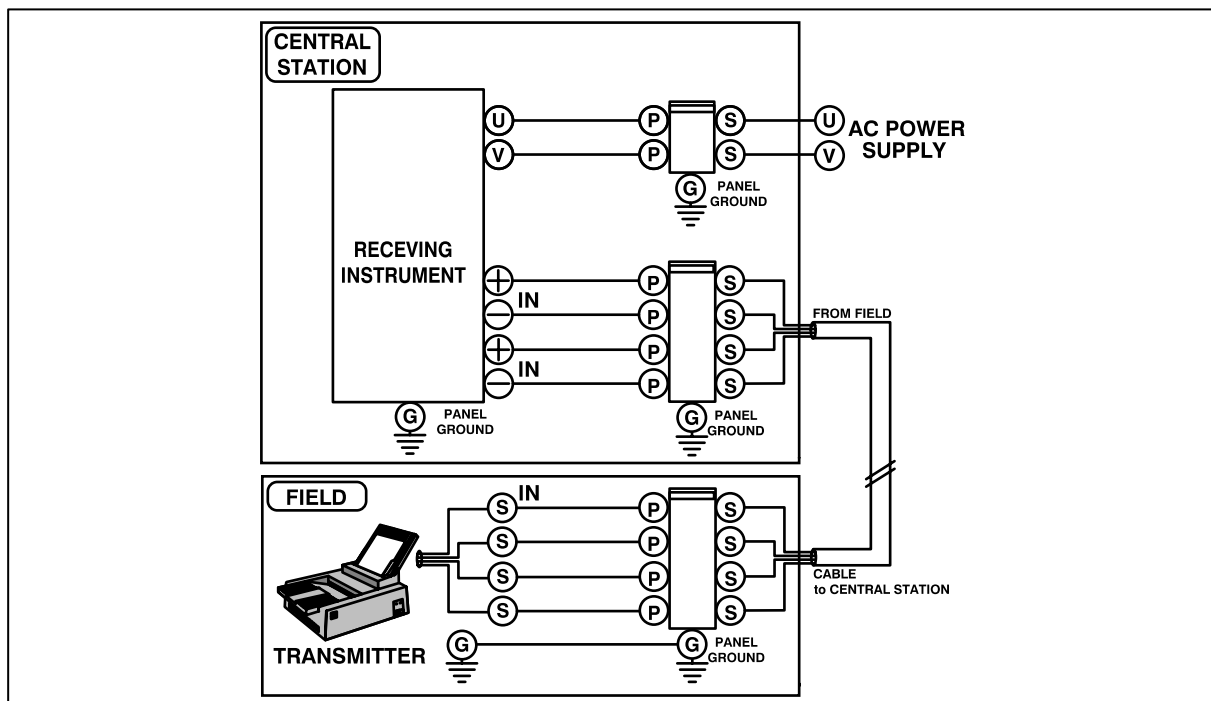 CENTRAL
STATION
U P S U AC POWER
V P S V SUPPLY
G PANEL
GROUND
RECEVING
INSTRUMENT
+ P S
IN
− P S FROM FIELD
+ P S
IN
− P S
G PANEL
GROUND
G PANEL
GROUND
FIELD
IN
S P S
S P S
S P S
CABLE
to CENTRAL STATION
S P S
TRANSMITTER
G G PANEL
GROUND